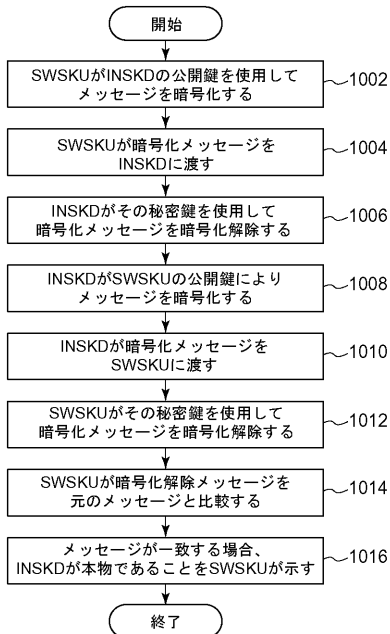 開始
SWSKUがINSKDの公開鍵を使用して
メッセージを暗号化する
1002
SWSKUが暗号化メッセージを
INSKDに渡す
1004
INSKDがその秘密鍵を使用して
暗号化メッセージを暗号化解除する
1006
INSKDがSWSKUの公開鍵により
メッセージを暗号化する
1008
INSKDが暗号化メッセージを
SWSKUに渡す
1010
SWSKUがその秘密鍵を使用して
暗号化メッセージを暗号化解除する
1012
SWSKUが暗号化解除メッセージを
元のメッセージと比較する
1014
メッセージが一致する場合、
INSKDが本物であることをSWSKUが示す
1016
終了